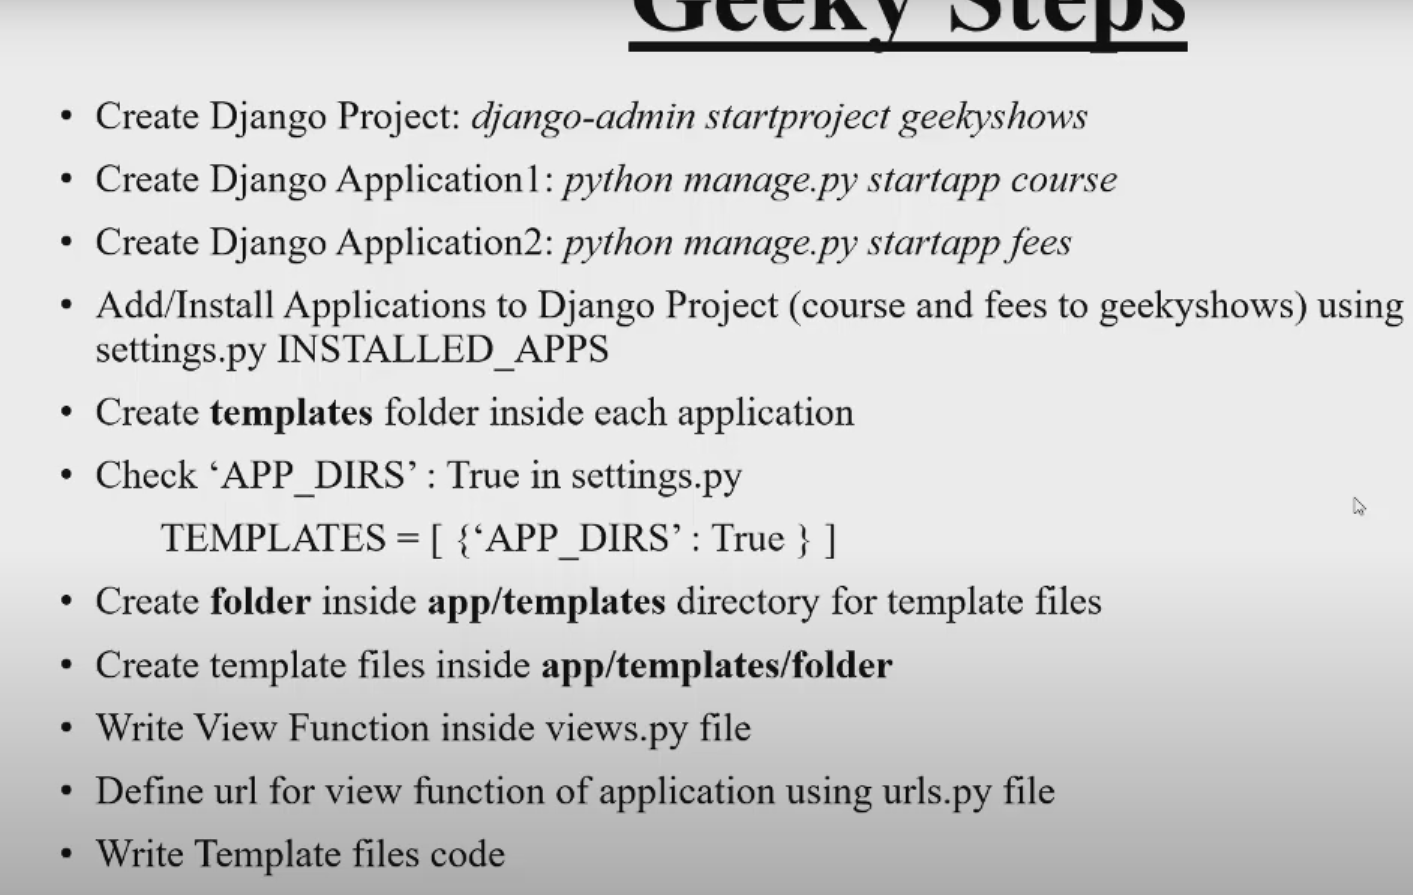 Geeky Steps
• Create Django Project: django-admin startproject geekyshows
• Create Django Application1: python manage.py startapp course
• Create Django Application2: python manage.py startapp fees
• Add/Install Applications to Django Project (course and fees to geekyshows) using
settings.py INSTALLED_APPS
• Create templates folder inside each application
• Check ‘APP_DIRS’ : True in settings.py
TEMPLATES = [ {‘APP_DIRS’ : True } ]
• Create folder inside app/templates directory for template files
• Create template files inside app/templates/folder
• Write View Function inside views.py file
• Define url for view function of application using urls.py file
• Write Template files code